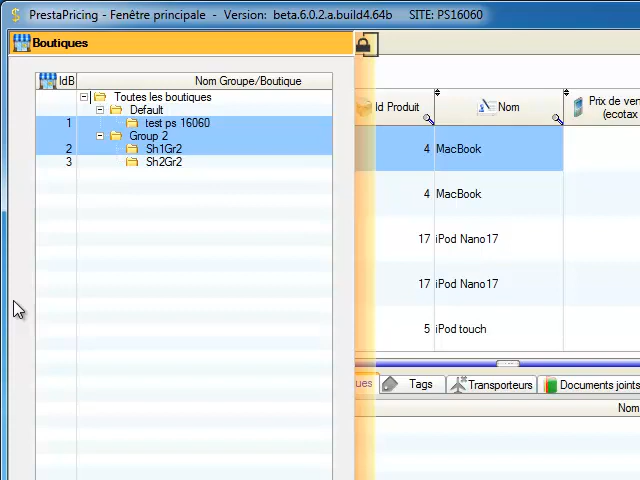 PrestaPricing - Fenêtre principale - Version: beta.6.0.2.a.build4.64b SITE: PS16060
Boutiques
IdB Nom Groupe/Boutique
Toutes les boutiques
Default
1 test ps 16060
Group 2
2 Sh1Gr2
3 Sh2Gr2
Id Produit Nom Prix de ven
(ecotax
4 MacBook
4 MacBook
17 iPod Nano17
17 iPod Nano17
5 iPod touch
ues Tags Transporteurs Documents joints
Nom